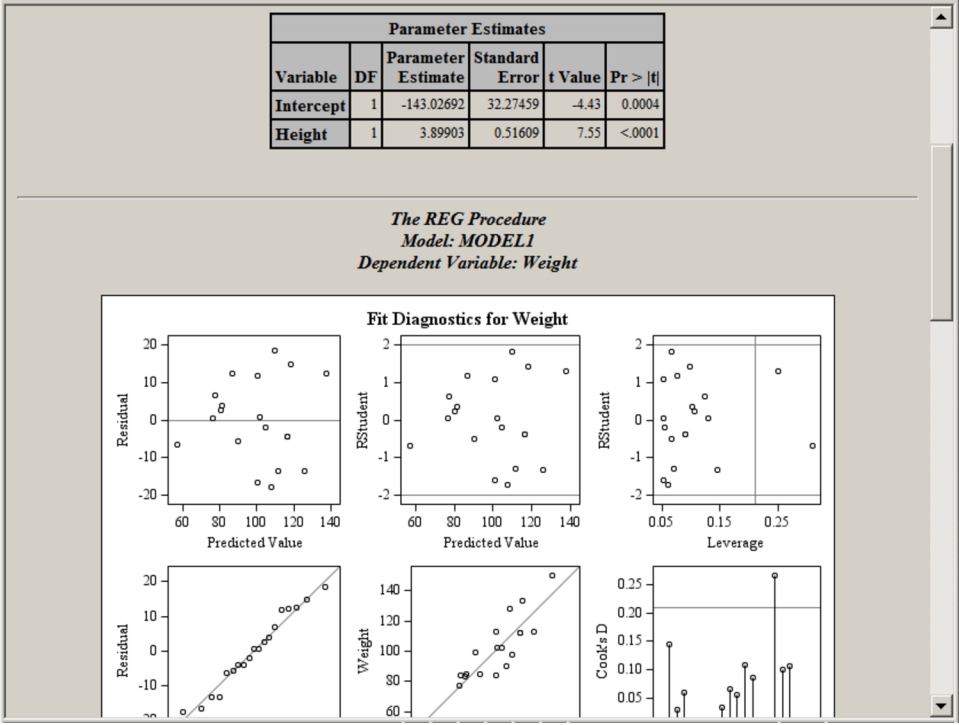 Parameter Estimates
Variable DF Parameter Estimate Standard Error t Value Pr > |t|
Intercept 1 -143.02692 32.27459 -4.43 0.0004
Height 1 3.89903 0.51609 7.55 <.0001
The REG Procedure
Model: MODEL1
Dependent Variable: Weight
Fit Diagnostics for Weight
Residual
20
10
0
-10
-20
60 80 100 120 140
Predicted Value
RStudent
2
1
0
-1
-2
60 80 100 120 140
Predicted Value
RStudent
2
1
0
-1
-2
0.05 0.15 0.25
Leverage
Residual
20
10
0
-10
-20
Weight
140
120
100
80
60
Cook's D
0.25
0.20
0.15
0.10
0.05